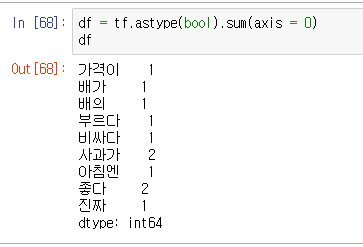 In [68]: df = tf.astype(bool).sum(axis = 0)
df
Out[68]: 가격이 1
배가 1
배의 1
부르다 1
비싸다 1
사과가 2
아침엔 1
좋다 2
진짜 1
dtype: int64